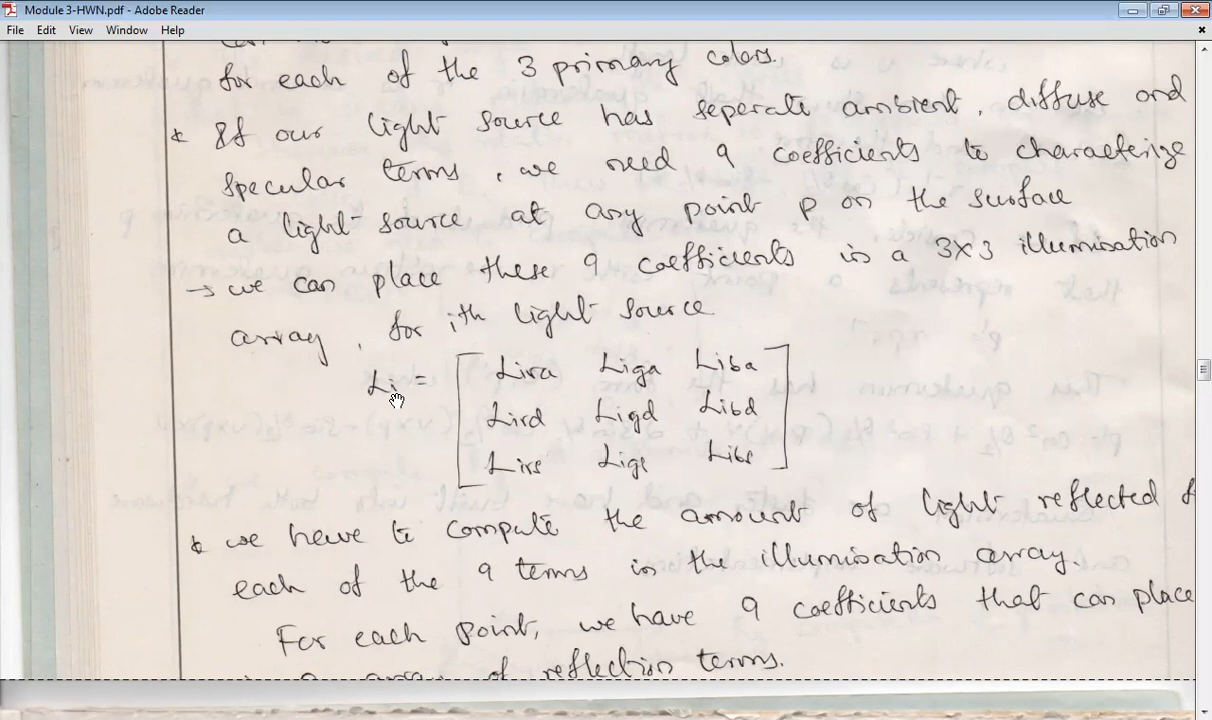 Module 3-HWN.pdf - Adobe Reader
File Edit View Window Help
for each of the 3 primary colors.
* If our light source has seperate ambient, diffuse and
specular terms, we need 9 coefficients to characterize
a light source at any point p on the surface
→ we can place these 9 coefficients in a 3x3 illumination
array, for ith light source
Li = [ Lira Liga Liba
Lird Ligd Libd
Lirs Ligs Libs ]
* we have to compute the amount of light reflected f
each of the 9 terms in the illumination array.
For each point, we have 9 coefficients that can place
of reflection terms.